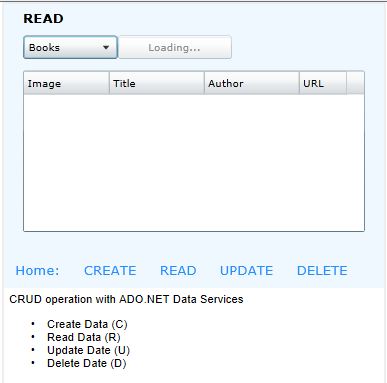 READ
Books Loading...
Image Title Author URL
Home: CREATE READ UPDATE DELETE
CRUD operation with ADO.NET Data Services
• Create Data (C)
• Read Data (R)
• Update Date (U)
• Delete Date (D)